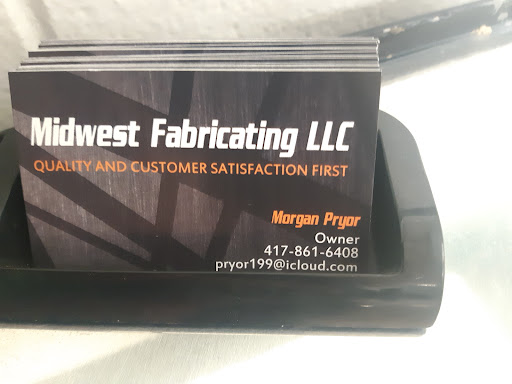 Midwest Fabricating LLC
QUALITY AND CUSTOMER SATISFACTION FIRST
Morgan Pryor
Owner
417-861-6408
pryor199@icloud.com